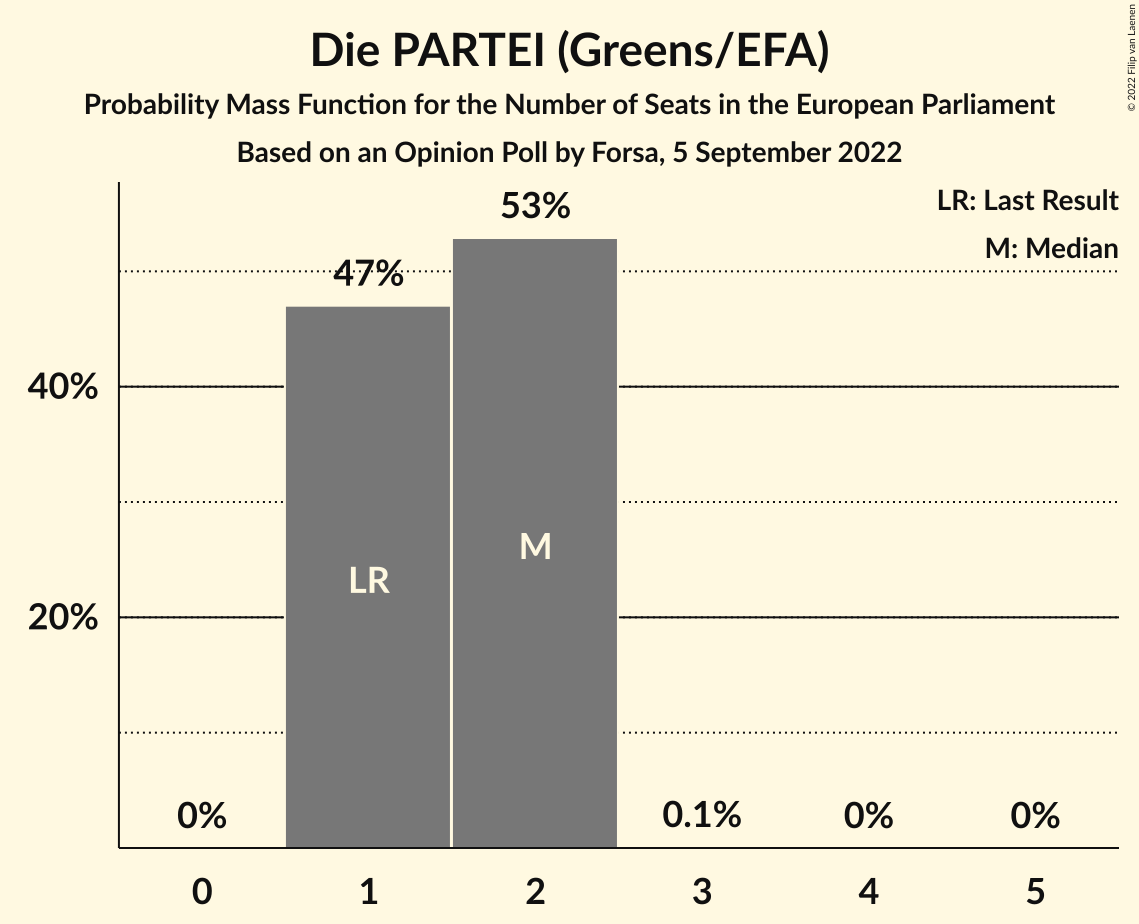 Die PARTEI (Greens/EFA)
Probability Mass Function for the Number of Seats in the European Parliament
Based on an Opinion Poll by Forsa, 5 September 2022
© 2022 Filip van Laenen
LR: Last Result
M: Median
53%
47%
40%
20%
M
LR
0%
0.1%
0%
0%
0
1
2
3
4
5